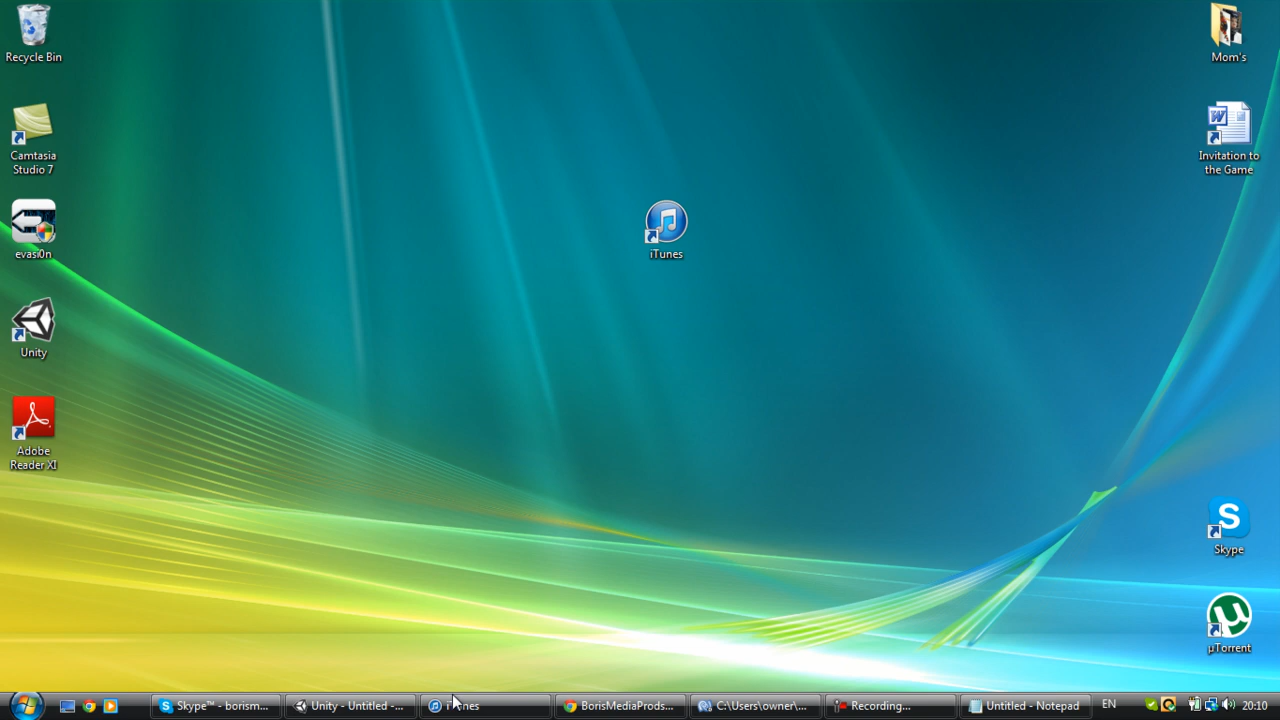 Recycle Bin
Mom's
Camtasia
Studio 7
Invitation to
the Game
evasi0n
iTunes
Unity
Adobe
Reader XI
Skype
µTorrent
Skype™ - borism...
Unity - Untitled -...
BorisMediaProds...
C:\Users\owner\...
Recording...
Untitled - Notepad
EN
20:10